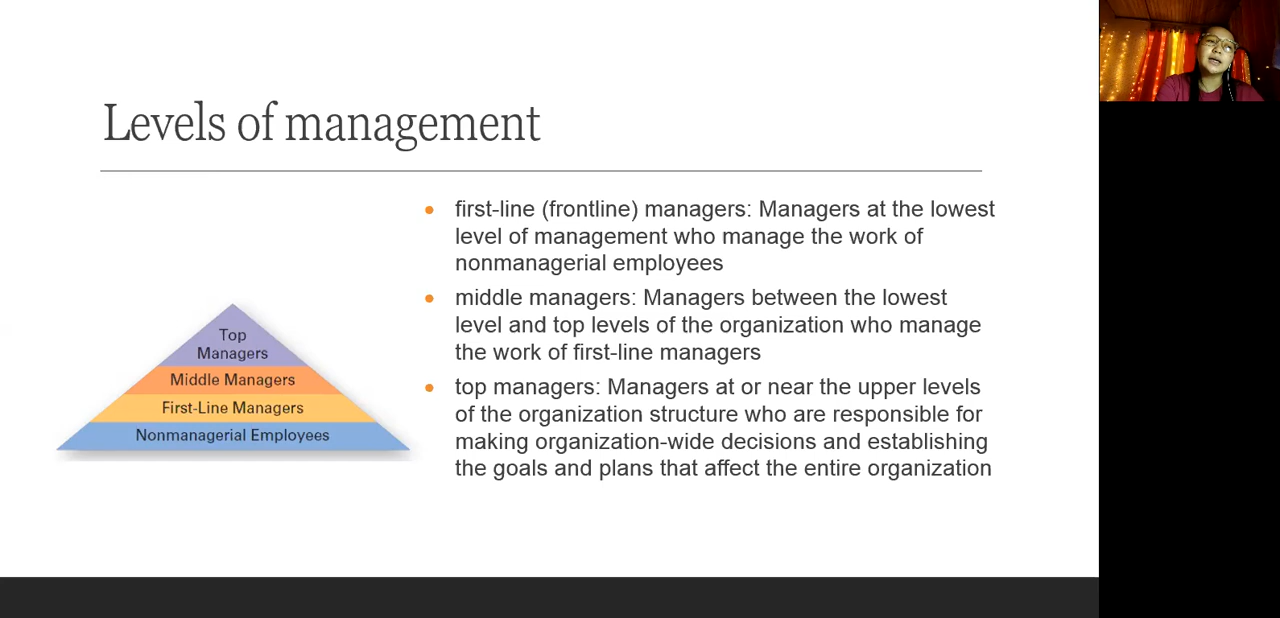 Levels of management
first-line (frontline) managers: Managers at the lowest
level of management who manage the work of
nonmanagerial employees
middle managers: Managers between the lowest
level and top levels of the organization who manage
the work of first-line managers
top managers: Managers at or near the upper levels
of the organization structure who are responsible for
making organization-wide decisions and establishing
the goals and plans that affect the entire organization
Top
Managers
Middle Managers
First-Line Managers
Nonmanagerial Employees